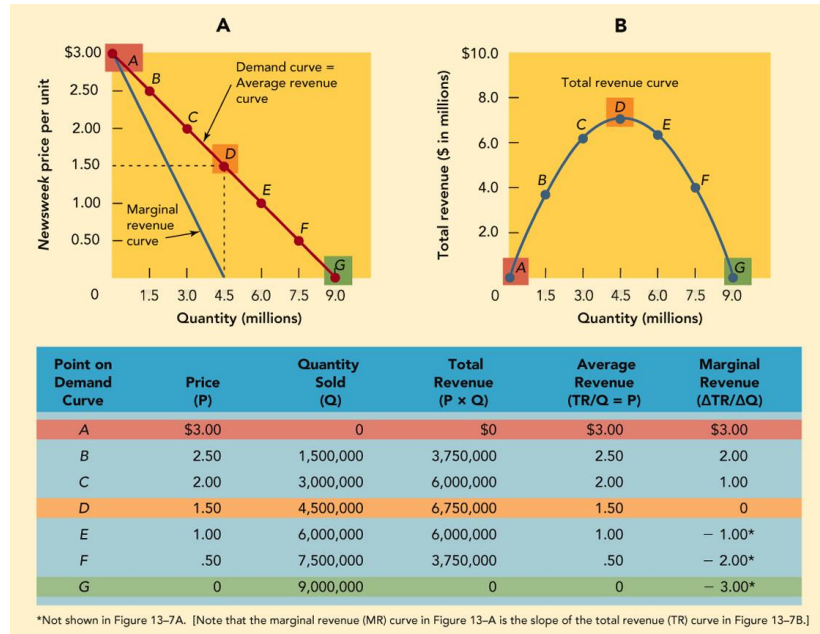 A
$3.00
2.50
2.00
1.50
1.00
0.50
0
1.5 3.0 4.5 6.0 7.5 9.0
Quantity (millions)
Newsweek price per unit
Demand curve =
Average revenue
curve
Marginal
revenue
curve
A
B
C
D
E
F
G
B
$10.0
8.0
6.0
4.0
2.0
0
1.5 3.0 4.5 6.0 7.5 9.0
Quantity (millions)
Total revenue ($ in millions)
Total revenue curve
A
B
C
D
E
F
G
Point on Quantity Total Average Marginal
Demand Price Sold Revenue Revenue Revenue
Curve (P) (Q) (P × Q) (TR/Q = P) (ΔTR/ΔQ)
A $3.00 0 $0 $3.00 $3.00
B 2.50 1,500,000 3,750,000 2.50 2.00
C 2.00 3,000,000 6,000,000 2.00 1.00
D 1.50 4,500,000 6,750,000 1.50 0
E 1.00 6,000,000 6,000,000 1.00 – 1.00*
F .50 7,500,000 3,750,000 .50 – 2.00*
G 0 9,000,000 0 0 – 3.00*
*Not shown in Figure 13–7A. [Note that the marginal revenue (MR) curve in Figure 13–A is the slope of the total revenue (TR) curve in Figure 13–7B.]